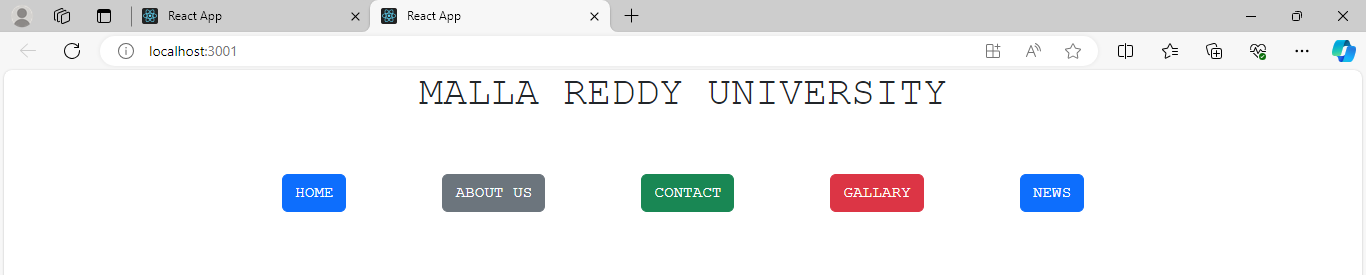 React App
React App
localhost:3001
MALLA REDDY UNIVERSITY
HOME ABOUT US CONTACT GALLARY NEWS